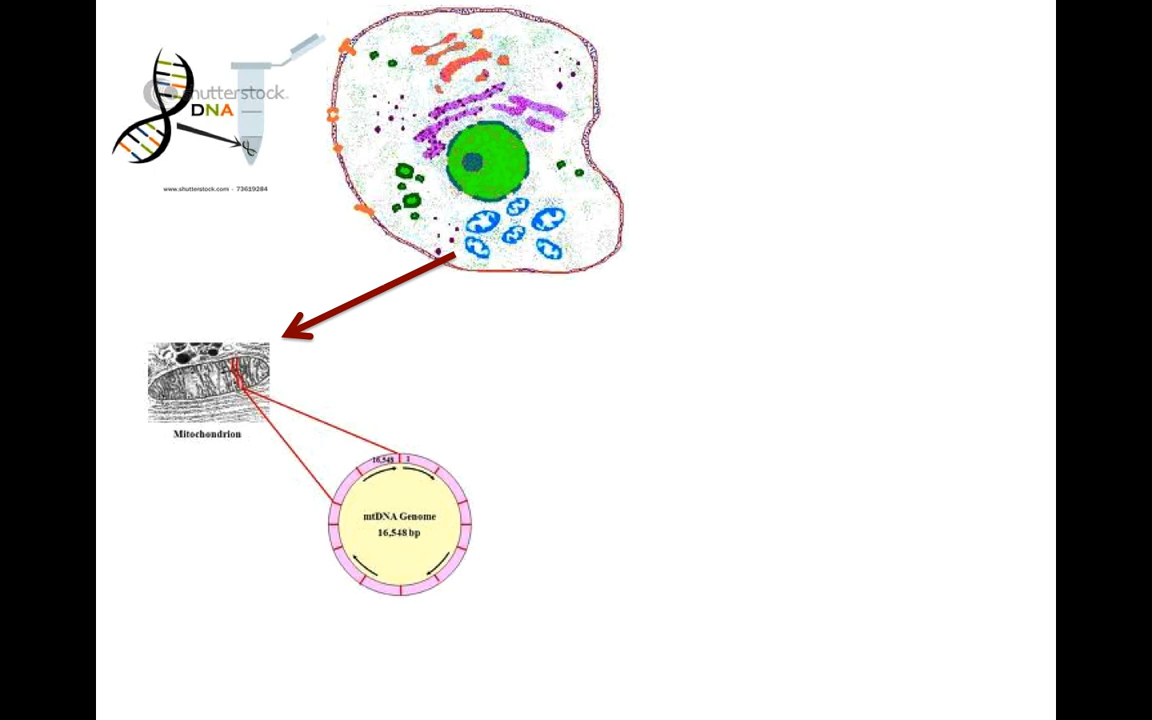 shutterstock.
DNA
www.shutterstock.com · 73619284
Mitochondrion
16,548 1
mtDNA Genome
16,548 bp